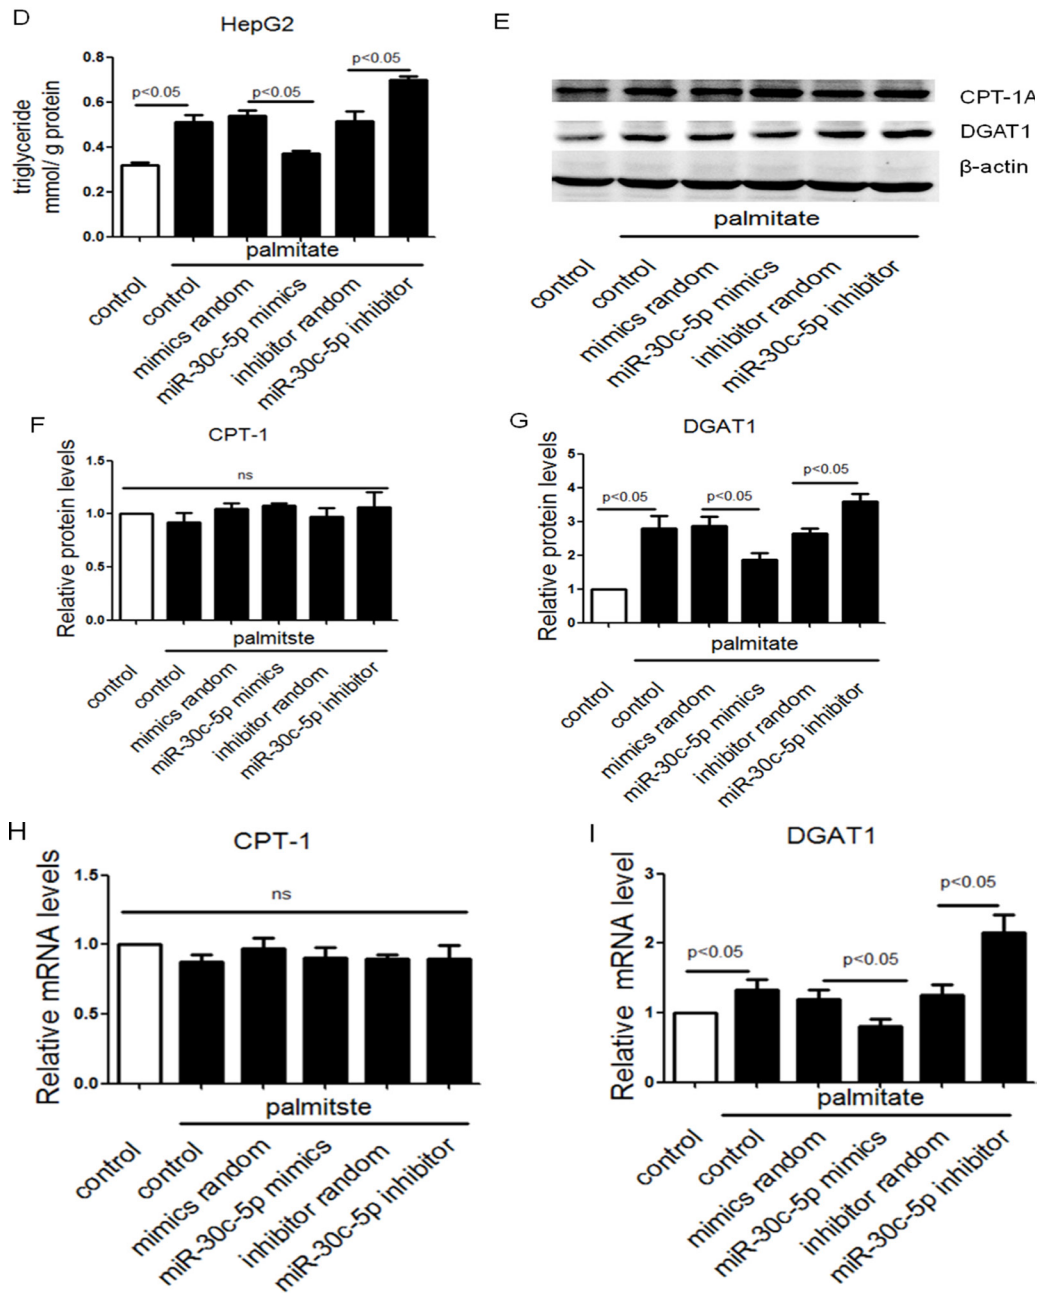 D
HepG2
triglyceride
mmol/ g protein
0.8
0.6
0.4
0.2
0.0
p<0.05
p<0.05
p<0.05
palmitate
control
control
mimics random
miR-30c-5p mimics
inhibitor random
miR-30c-5p inhibitor
E
CPT-1A
DGAT1
β-actin
palmitate
control
control
mimics random
miR-30c-5p mimics
inhibitor random
miR-30c-5p inhibitor
F
CPT-1
Relative protein levels
1.5
1.0
0.5
0.0
ns
palmitste
control
control
mimics random
miR-30c-5p mimics
inhibitor random
miR-30c-5p inhibitor
G
DGAT1
Relative protein levels
5
4
3
2
1
0
p<0.05
p<0.05
p<0.05
palmitate
control
control
mimics random
miR-30c-5p mimics
inhibitor random
miR-30c-5p inhibitor
H
CPT-1
Relative mRNA levels
1.5
1.0
0.5
0.0
ns
palmitste
control
control
mimics random
miR-30c-5p mimics
inhibitor random
miR-30c-5p inhibitor
I
DGAT1
Relative mRNA level
3
2
1
0
p<0.05
p<0.05
p<0.05
palmitate
control
control
mimics random
miR-30c-5p mimics
inhibitor random
miR-30c-5p inhibitor